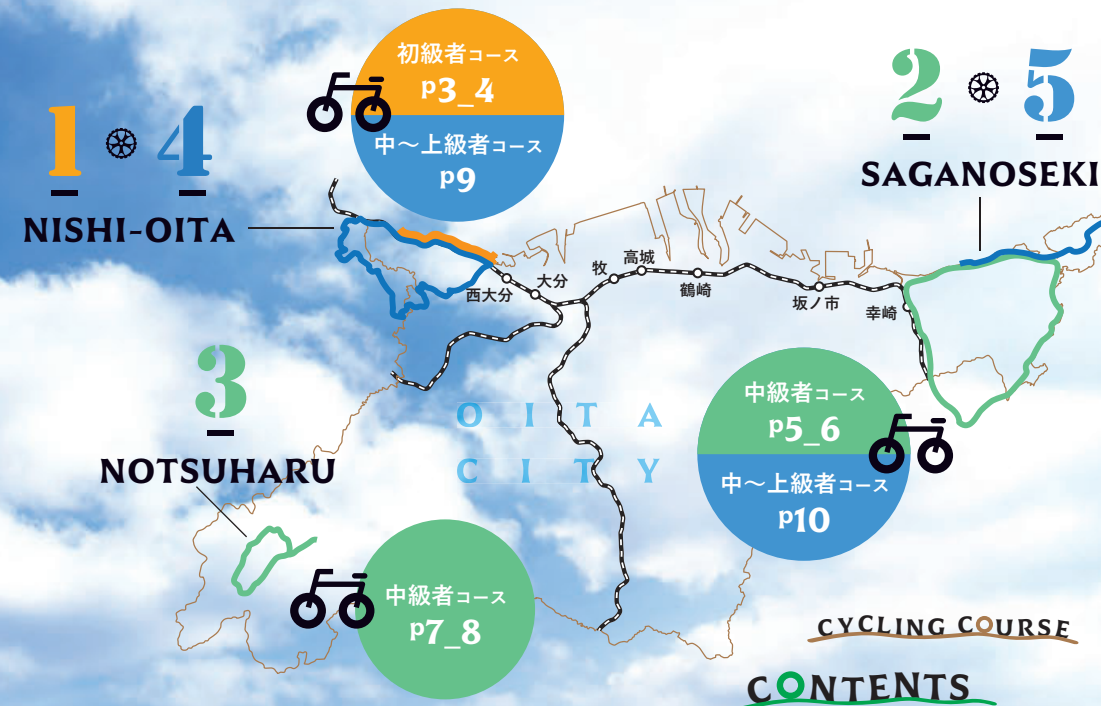 初級者コース
p3_4
中〜上級者コース
p9
1 4
NISHI-OITA
2 5
SAGANOSEKI
西大分
大分
牧
高城
鶴崎
坂ノ市
幸崎
3
NOTSUHARU
OITA
CITY
中級者コース
p5_6
中〜上級者コース
p10
中級者コース
p7_8
CYCLING COURSE
CONTENTS